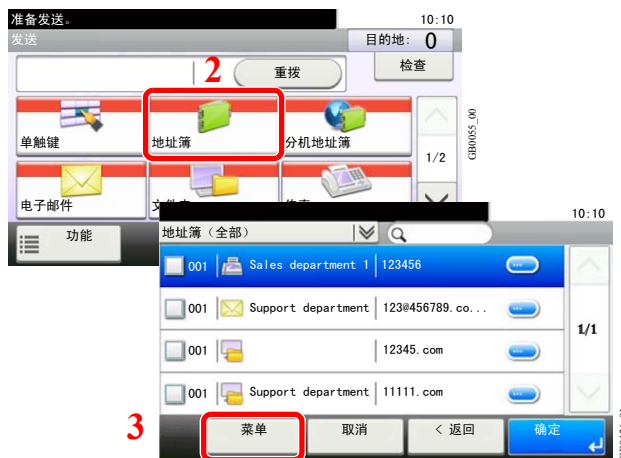 准备发送。 10:10
发送 目的地: 0
2 重拨 检查
单触键 地址簿 分机地址簿
1/2
GB0055_00
电子邮件
功能
10:10
地址簿（全部）
001 Sales department 1 123456
001 Support department 123@456789.co...
1/1
001 12345.com
001 Support department 11111.com
3 菜单 取消 < 返回 确定